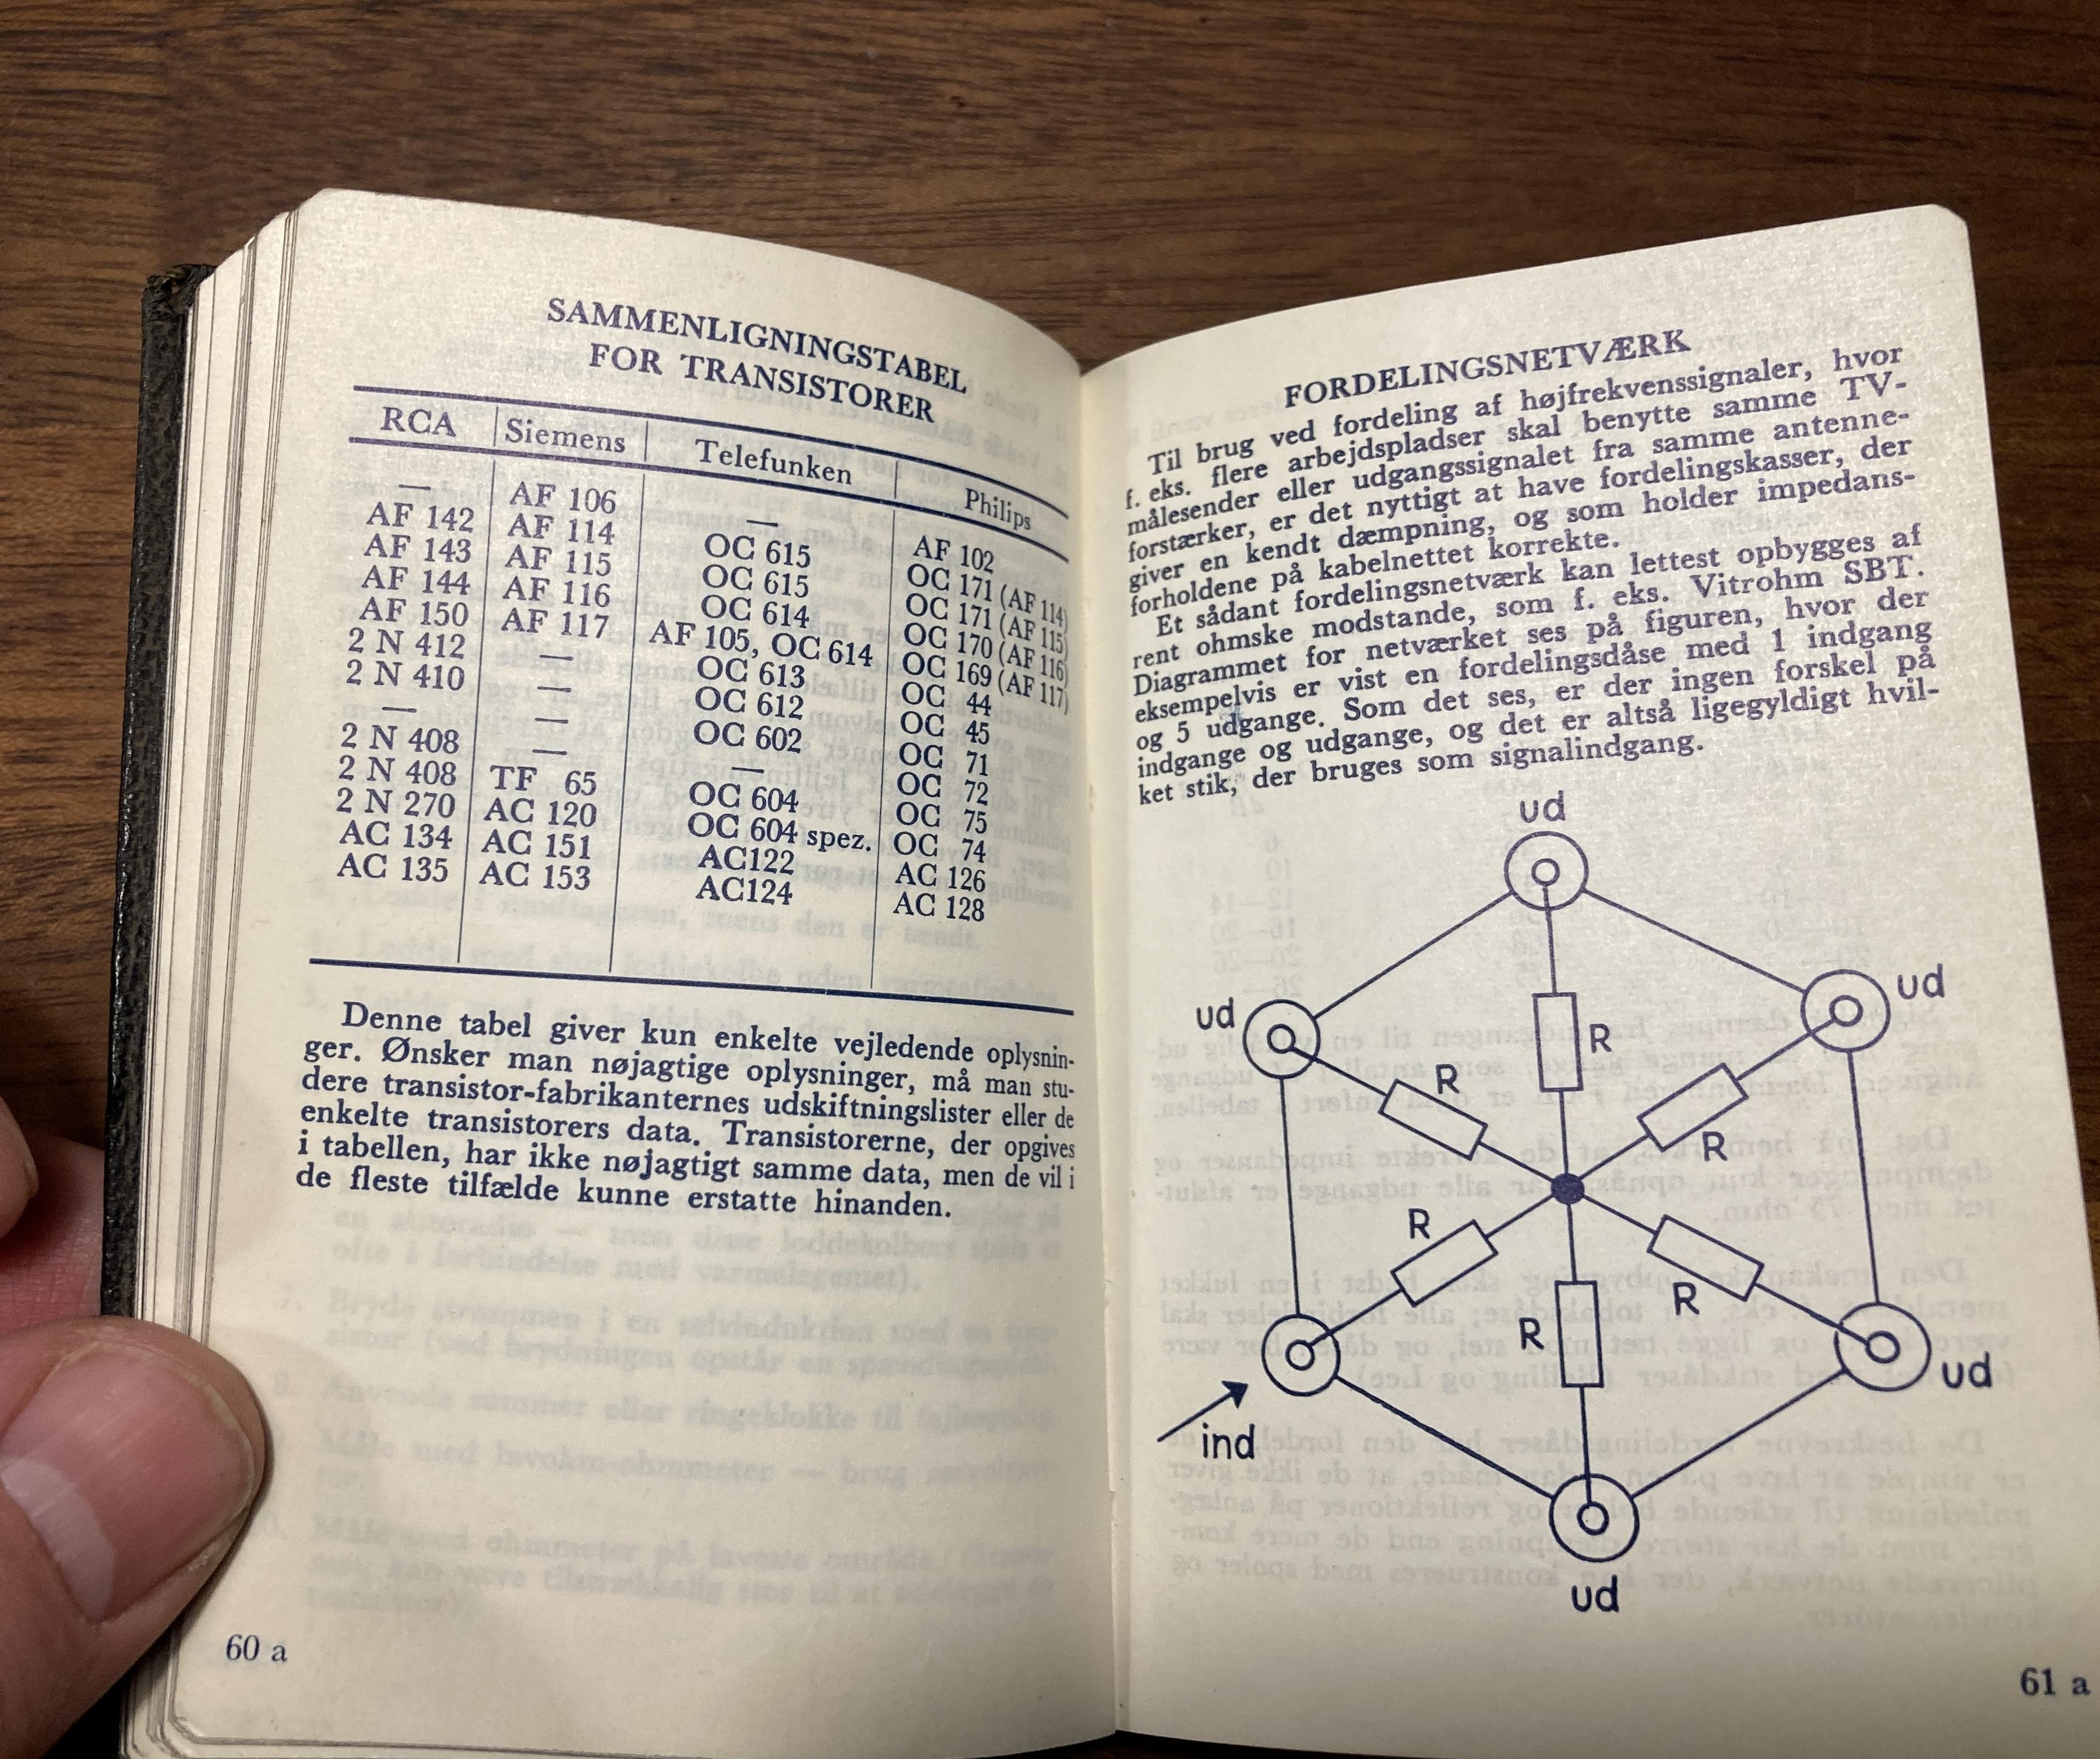 SAMMENLIGNINGSTABEL
FOR TRANSISTORER
RCA Siemens Telefunken Philips
— AF 106 — AF 102
AF 142 AF 114 OC 615 OC 171 (AF 114)
AF 143 AF 115 OC 615 OC 171 (AF 115)
AF 144 AF 116 OC 614 OC 170 (AF 116)
AF 150 AF 117 AF 105, OC 614 OC 169 (AF 117)
2 N 412 — OC 613 OC 44
2 N 410 — OC 612 OC 45
— — OC 602 OC 71
2 N 408 — — OC 72
2 N 408 TF 65 OC 604 OC 75
2 N 270 AC 120 OC 604 spez. OC 74
AC 134 AC 151 AC122 AC 126
AC 135 AC 153 AC124 AC 128
Denne tabel giver kun enkelte vejledende oplysnin-
ger. Ønsker man nøjagtige oplysninger, må man stu-
dere transistor-fabrikanternes udskiftningslister eller de
enkelte transistorers data. Transistorerne, der opgives
i tabellen, har ikke nøjagtigt samme data, men de vil i
de fleste tilfælde kunne erstatte hinanden.
60 a
FORDELINGSNETVÆRK
Til brug ved fordeling af højfrekvenssignaler, hvor
f. eks. flere arbejdspladser skal benytte samme TV-
målesender eller udgangssignalet fra samme antenne-
forstærker, er det nyttigt at have fordelingskasser, der
giver en kendt dæmpning, og som holder impedans-
forholdene på kabelnettet korrekte.
Et sådant fordelingsnetværk kan lettest opbygges af
rent ohmske modstande, som f. eks. Vitrohm SBT.
Diagrammet for netværket ses på figuren, hvor der
eksempelvis er vist en fordelingsdåse med 1 indgang
og 5 udgange. Som det ses, er der ingen forskel på
indgange og udgange, og det er altså ligegyldigt hvil-
ket stik, der bruges som signalindgang.
ud
ud
ud
R
R
R
R
R
R
ud
ind
ud
61 a